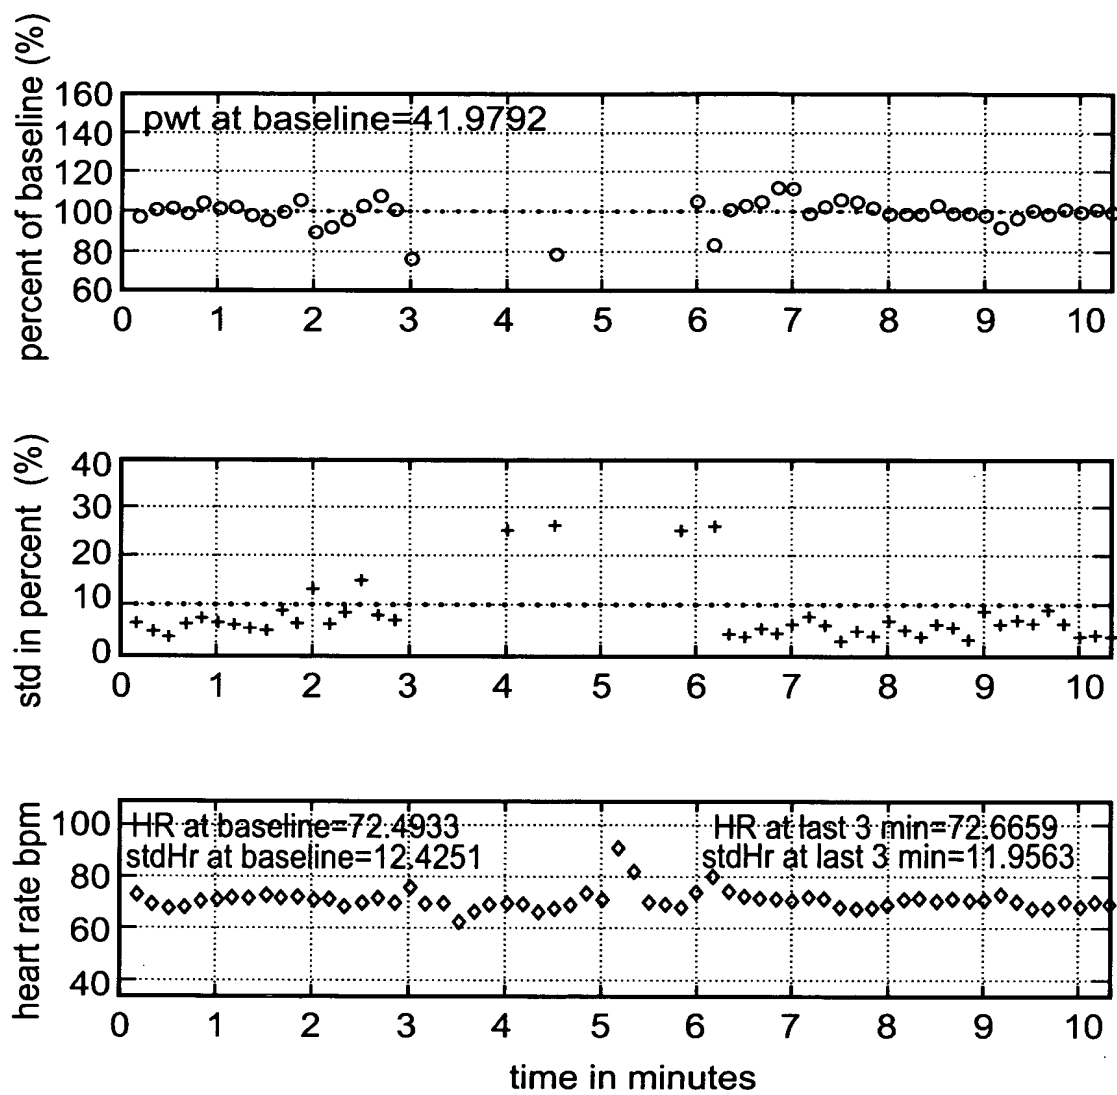 percent of baseline (%)
160
140
120
100
80
60
pwt at baseline=41.9792
0 1 2 3 4 5 6 7 8 9 10
std in percent (%)
40
30
20
10
0
0 1 2 3 4 5 6 7 8 9 10
heart rate bpm
100
80
60
40
HR at baseline=72.4933
stdHr at baseline=12.4251
HR at last 3 min=72.6659
stdHr at last 3 min=11.9563
0 1 2 3 4 5 6 7 8 9 10
time in minutes